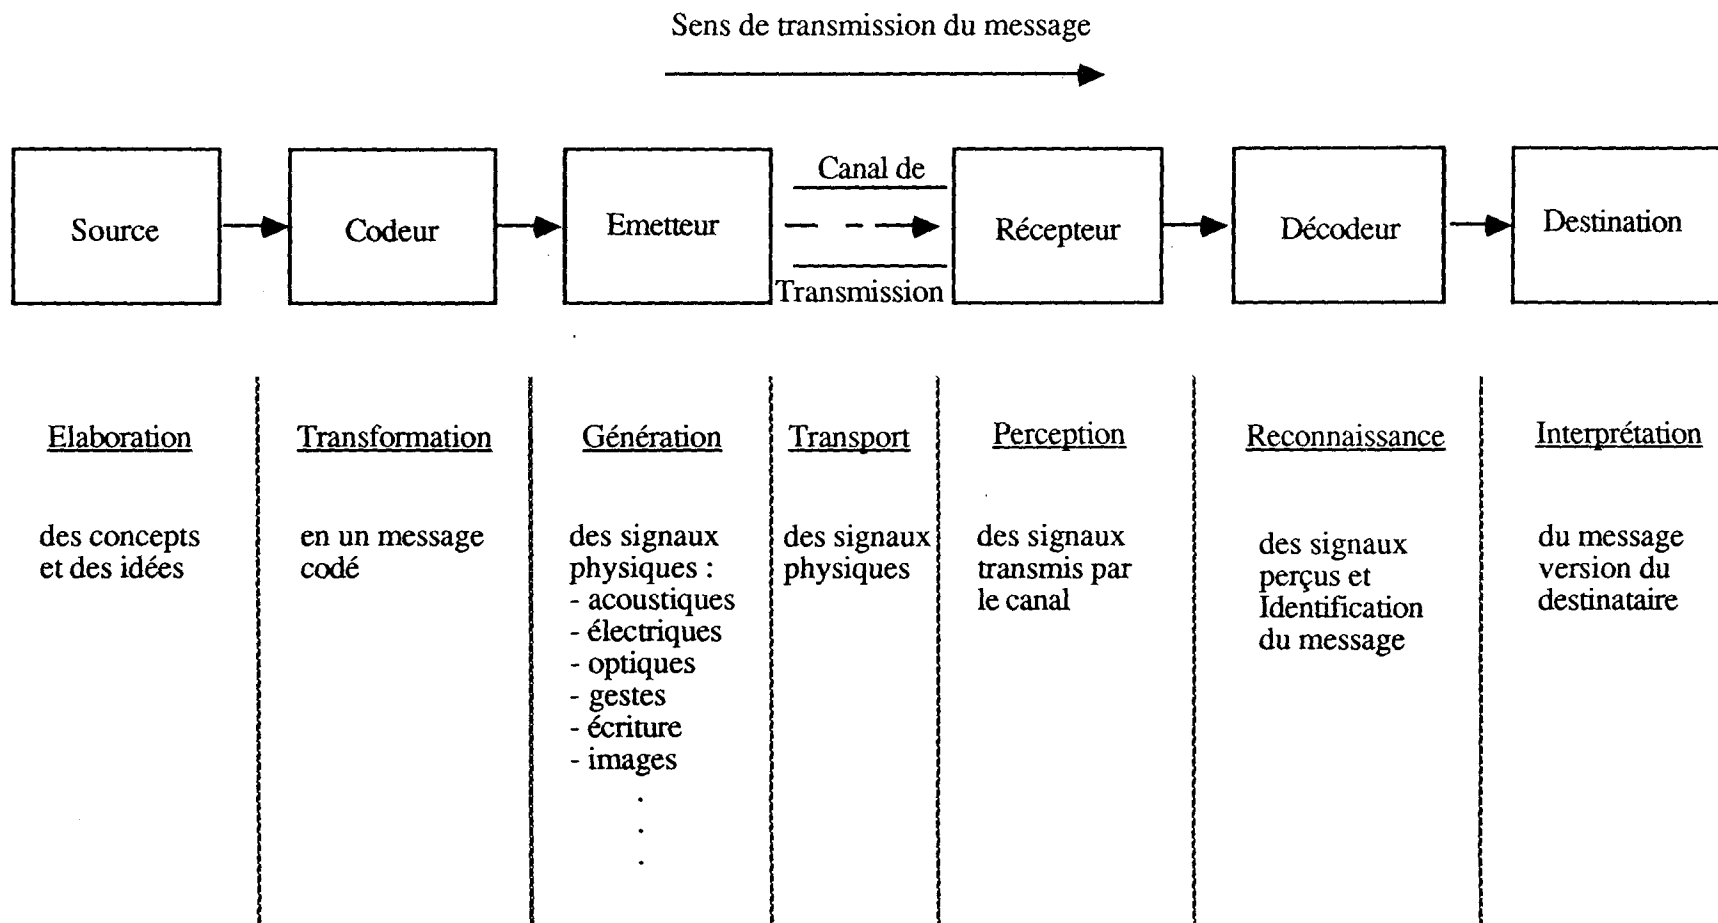 Sens de transmission du message
Source
Codeur
Emetteur
Canal de
Transmission
Récepteur
Décodeur
Destination
Elaboration
des concepts
et des idées
Transformation
en un message
codé
Génération
des signaux
physiques :
- acoustiques
- électriques
- optiques
- gestes
- écriture
- images
.
.
.
Transport
des signaux
physiques
Perception
des signaux
transmis par
le canal
Reconnaissance
des signaux
perçus et
Identification
du message
Interprétation
du message
version du
destinataire